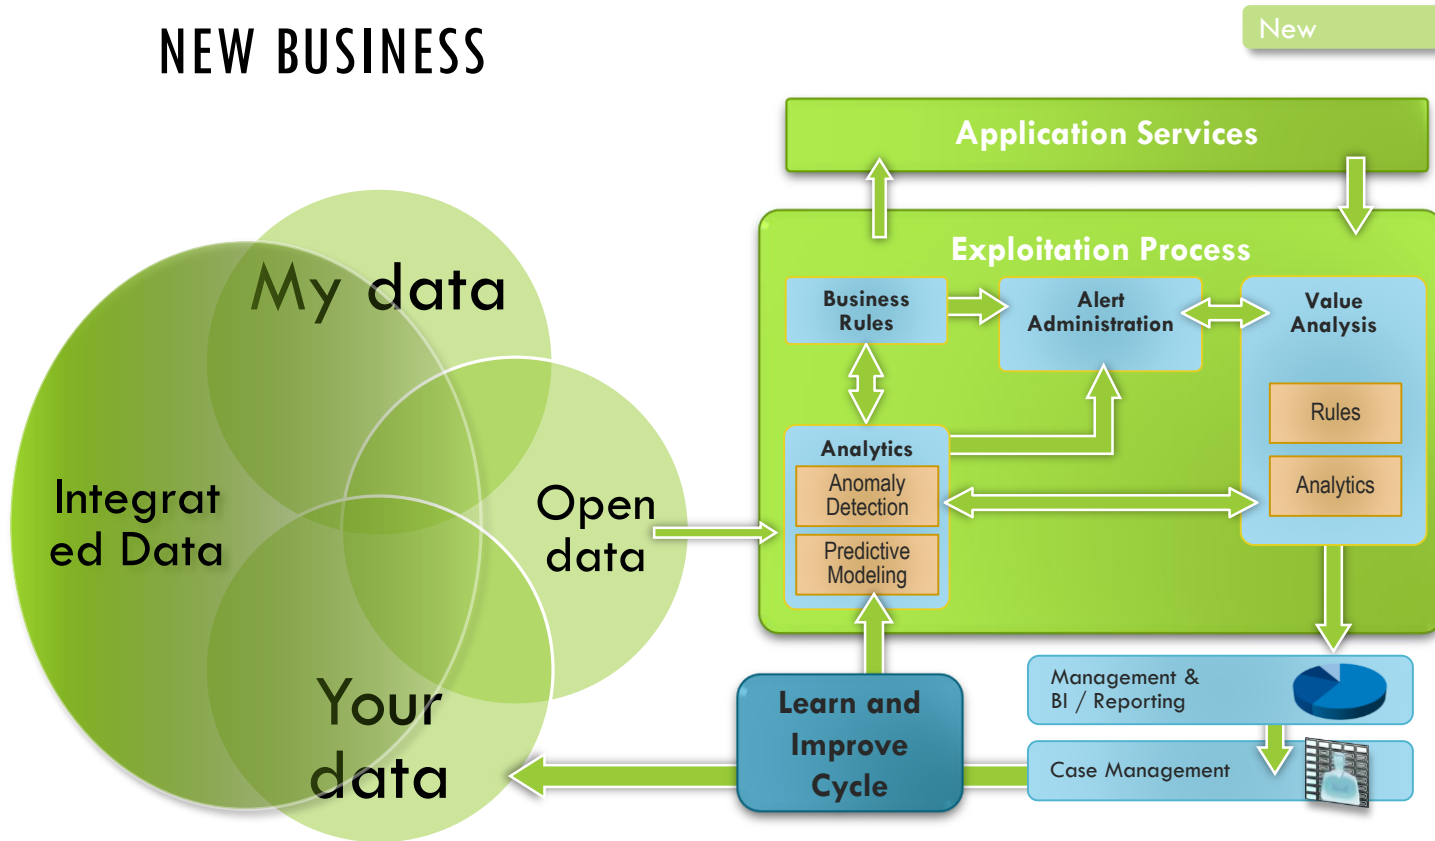 NEW BUSINESS
New
Application Services
Exploitation Process
Business
Rules
Alert
Administration
Value
Analysis
Rules
Analytics
Analytics
Anomaly
Detection
Predictive
Modeling
My data
Integrat
ed Data
Open
data
Your
data
Learn and
Improve
Cycle
Management &
BI / Reporting
Case Management